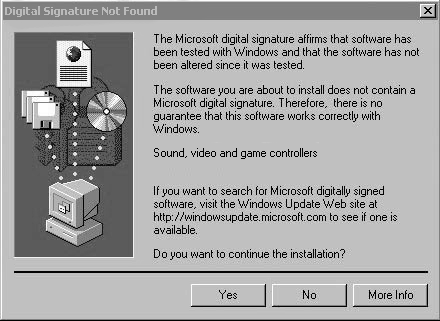 Digital Signature Not Found
The Microsoft digital signature affirms that software has
been tested with Windows and that the software has not
been altered since it was tested.
The software you are about to install does not contain a
Microsoft digital signature. Therefore, there is no
guarantee that this software works correctly with
Windows.
Sound, video and game controllers
If you want to search for Microsoft digitally signed
software, visit the Windows Update Web site at
http://windowsupdate.microsoft.com to see if one is
available.
Do you want to continue the installation?
Yes
No
More Info